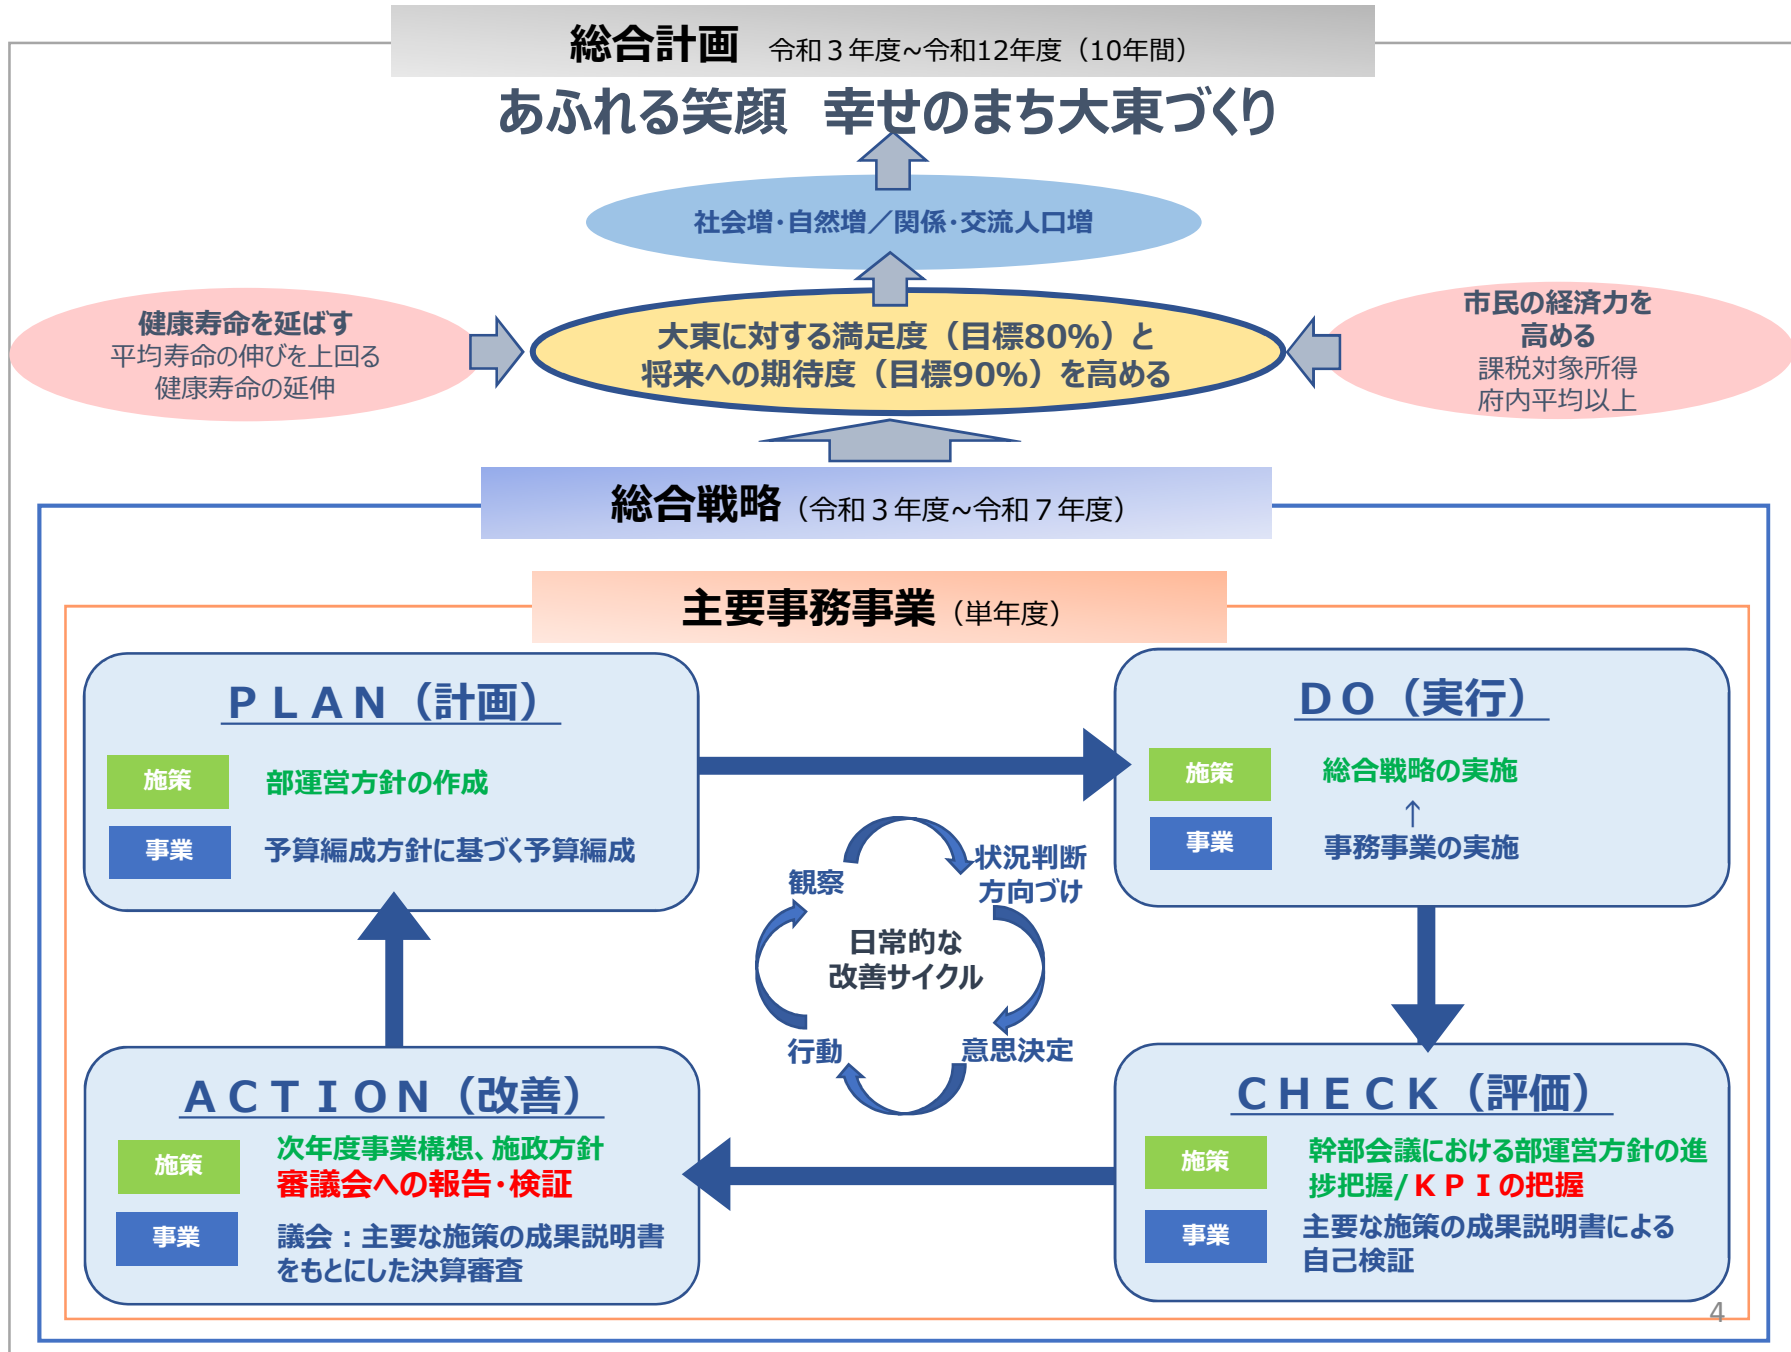 総合計画 令和３年度~令和12年度（10年間）
あふれる笑顔　幸せのまち大東づくり
社会増･自然増／関係･交流人口増
健康寿命を延ばす
平均寿命の伸びを上回る
健康寿命の延伸
大東に対する満足度（目標80%）と
将来への期待度（目標90%）を高める
市民の経済力を
高める
課税対象所得
府内平均以上
総合戦略（令和３年度~令和７年度）
主要事務事業（単年度）
ＰＬＡＮ（計画）
施策 部運営方針の作成
事業 予算編成方針に基づく予算編成
ＤＯ（実行）
施策 総合戦略の実施
↑
事業 事務事業の実施
観察
状況判断
方向づけ
日常的な
改善サイクル
行動
意思決定
ＡＣＴＩＯＮ（改善）
施策 次年度事業構想、施政方針
審議会への報告･検証
事業 議会：主要な施策の成果説明書
をもとにした決算審査
ＣＨＥＣＫ（評価）
施策 幹部会議における部運営方針の進
捗把握/ＫＰＩの把握
事業 主要な施策の成果説明書による
自己検証
4